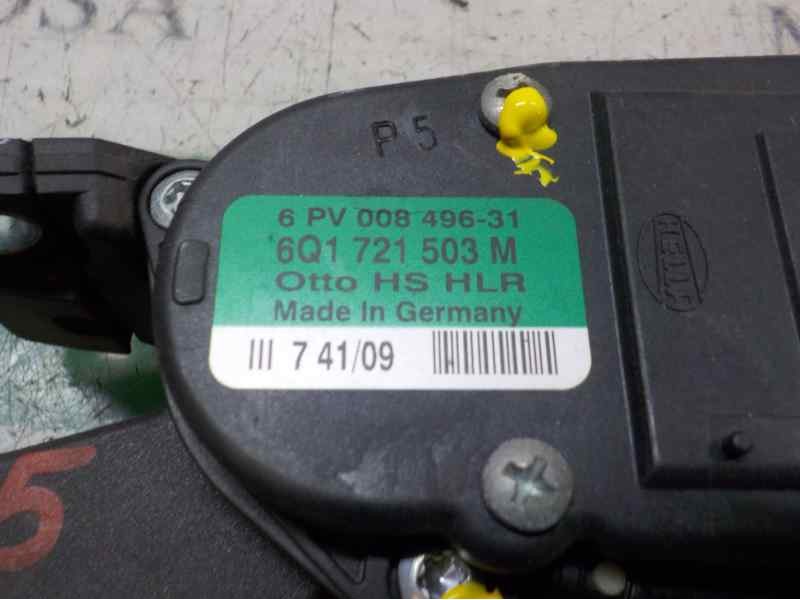 P 5
6 PV 008 496-31
6Q1 721 503 M
Otto HS HLR
Made In Germany
III 7 41/09
HELLA
5